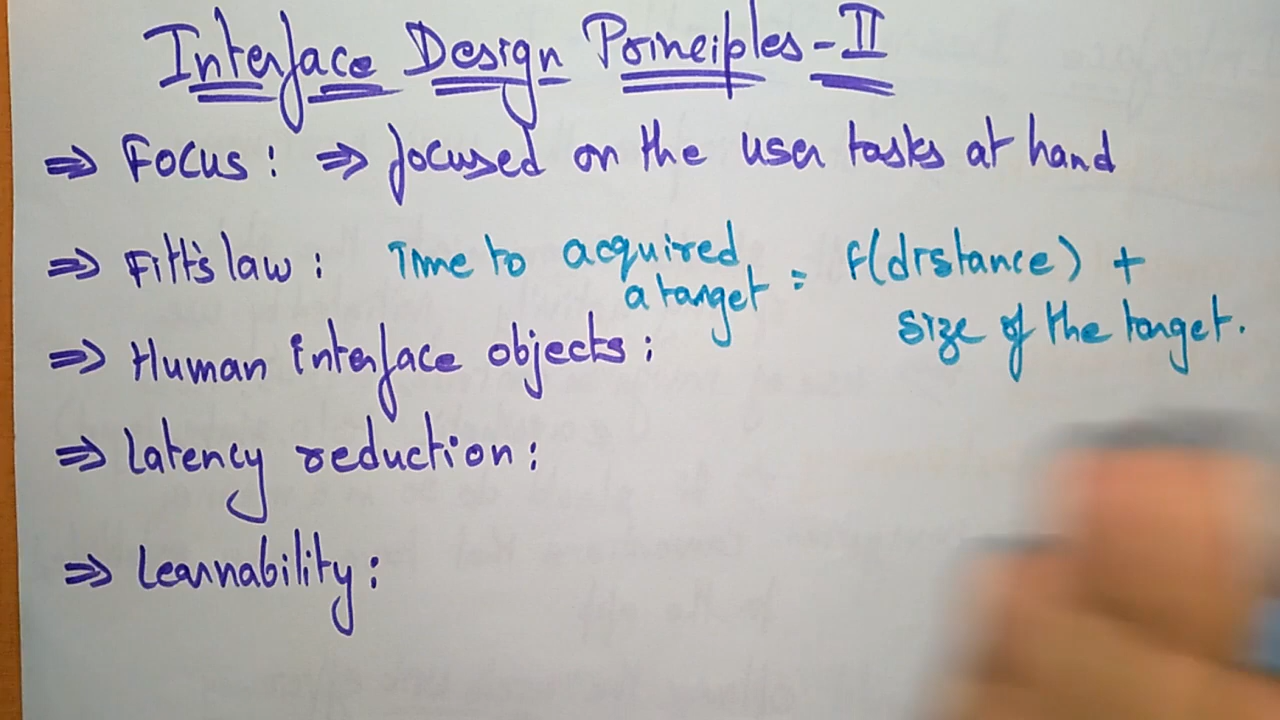 Interface Design Principles - II
⇒ Focus: ⇒ focused on the user tasks at hand
⇒ Fitt's law: Time to acquired a target = f(distance) + size of the target.
⇒ Human interface objects:
⇒ Latency reduction:
⇒ Learnability: